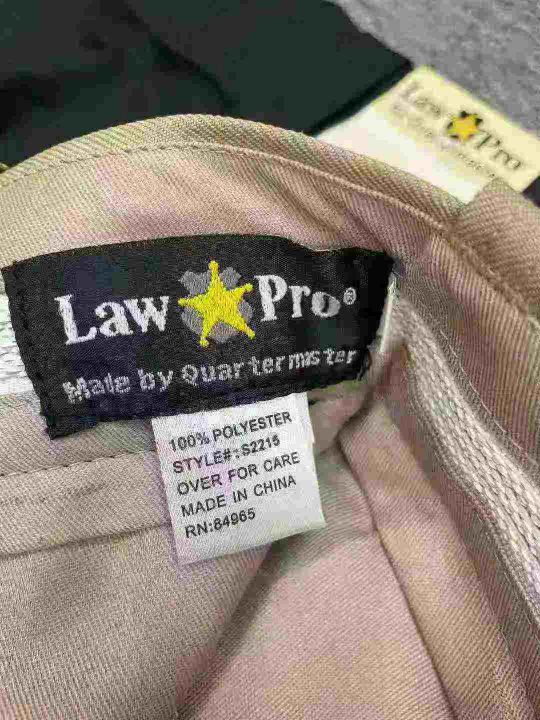 Law Pro
Law Pro®
Made by Quartermaster
100% POLYESTER
STYLE#:S2215
OVER FOR CARE
MADE IN CHINA
RN:84965